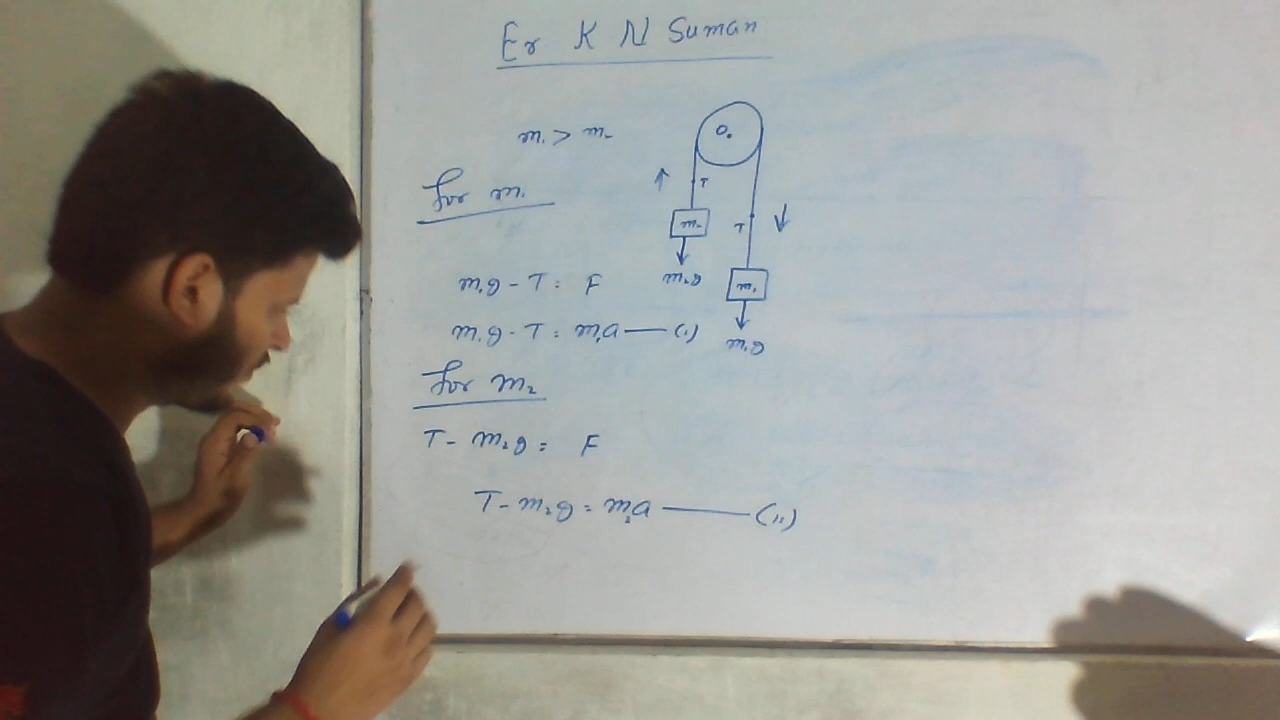 Er K N Suman
m₁ > m₂
O.
for m₁
T
m₂
T
m₁g - T = F
m₂g
m₁
m₁g - T = m₁a — (i)
m₁g
for m₂
T - m₂g = F
T - m₂g = m₂a — (ii)